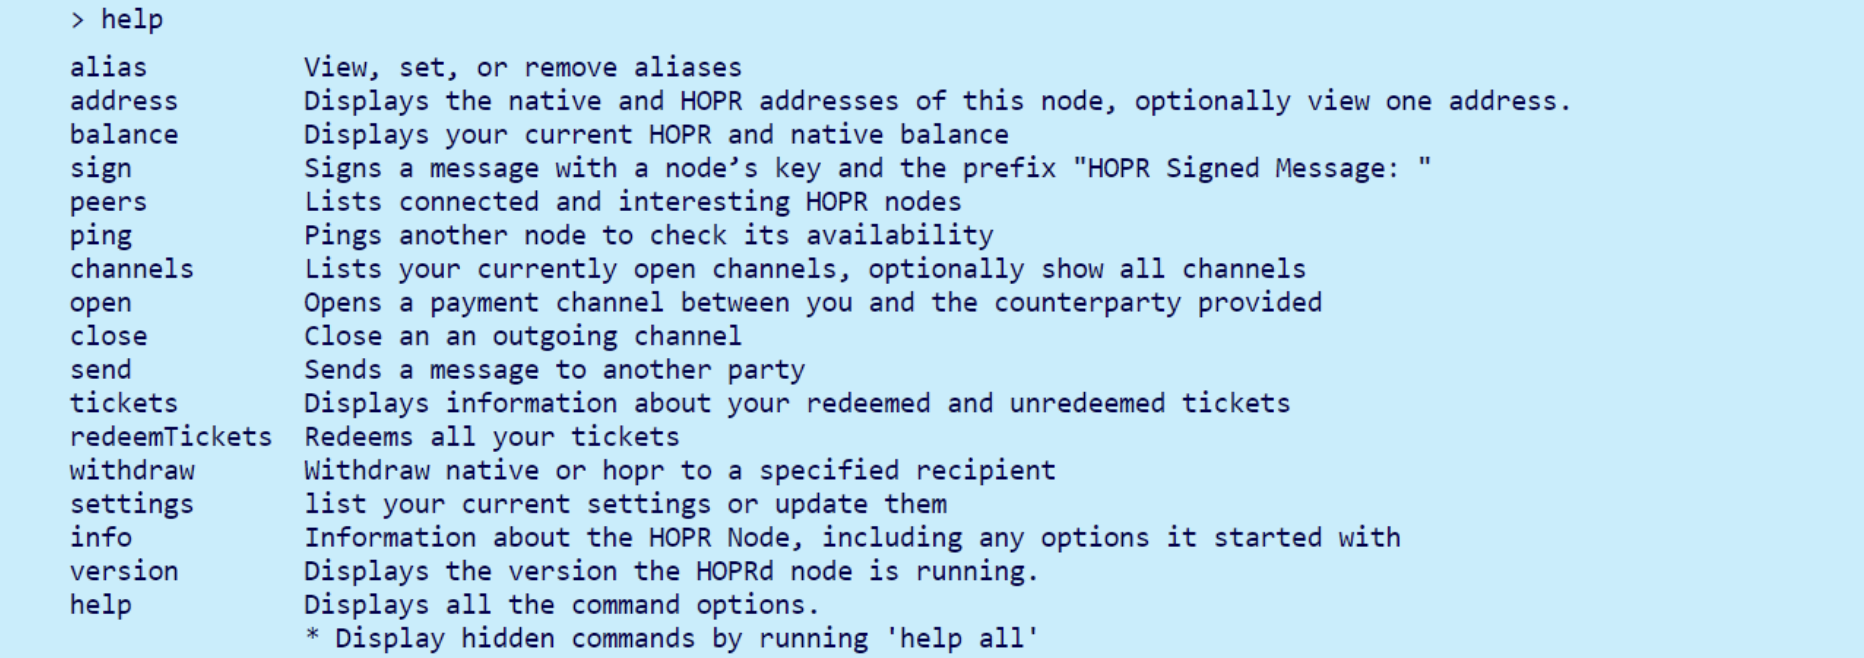 > help
alias          View, set, or remove aliases
address        Displays the native and HOPR addresses of this node, optionally view one address.
balance        Displays your current HOPR and native balance
sign           Signs a message with a node’s key and the prefix "HOPR Signed Message: "
peers          Lists connected and interesting HOPR nodes
ping           Pings another node to check its availability
channels       Lists your currently open channels, optionally show all channels
open           Opens a payment channel between you and the counterparty provided
close          Close an an outgoing channel
send           Sends a message to another party
tickets        Displays information about your redeemed and unredeemed tickets
redeemTickets  Redeems all your tickets
withdraw       Withdraw native or hopr to a specified recipient
settings       list your current settings or update them
info           Information about the HOPR Node, including any options it started with
version        Displays the version the HOPRd node is running.
help           Displays all the command options.
               * Display hidden commands by running 'help all'